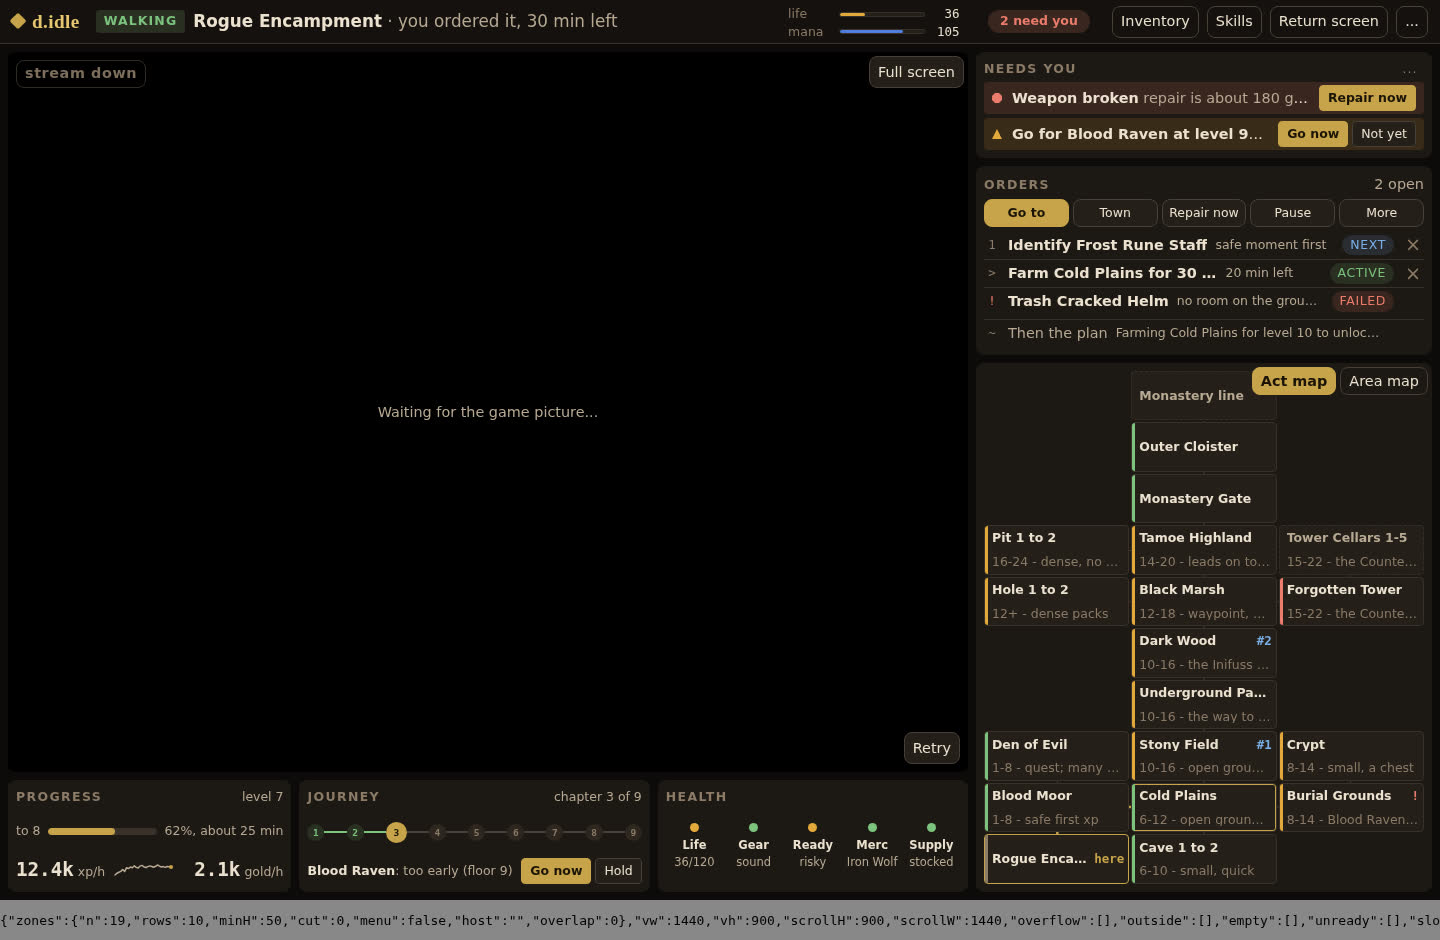 d.idle WALKING Rogue Encampment · you ordered it, 30 min left
life 36
mana 105
2 need you Inventory Skills Return screen ...
stream down
Full screen
Waiting for the game picture...
Retry
NEEDS YOU ...
Weapon broken repair is about 180 g... Repair now
Go for Blood Raven at level 9... Go now Not yet
ORDERS 2 open
Go to Town Repair now Pause More
1 Identify Frost Rune Staff safe moment first NEXT ×
> Farm Cold Plains for 30 ... 20 min left ACTIVE ×
! Trash Cracked Helm no room on the grou... FAILED
~ Then the plan Farming Cold Plains for level 10 to unloc...
Act map Area map
Monastery line
Outer Cloister
Monastery Gate
Pit 1 to 2
16-24 - dense, no ...
Tamoe Highland
14-20 - leads on to...
Tower Cellars 1-5
15-22 - the Counte...
Hole 1 to 2
12+ - dense packs
Black Marsh
12-18 - waypoint, ...
Forgotten Tower
15-22 - the Counte...
Dark Wood #2
10-16 - the Inifuss ...
Underground Pa...
10-16 - the way to ...
Den of Evil
1-8 - quest; many ...
Stony Field #1
10-16 - open grou...
Crypt
8-14 - small, a chest
Blood Moor
1-8 - safe first xp
Cold Plains
6-12 - open groun...
Burial Grounds !
8-14 - Blood Raven...
Rogue Enca... here
Cave 1 to 2
6-10 - small, quick
PROGRESS level 7
to 8 62%, about 25 min
12.4k xp/h 2.1k gold/h
JOURNEY chapter 3 of 9
1 2 3 4 5 6 7 8 9
Blood Raven: too early (floor 9) Go now Hold
HEALTH
Life Gear Ready Merc Supply
36/120 sound risky Iron Wolf stocked
{"zones":{"n":19,"rows":10,"minH":50,"cut":0,"menu":false,"host":"","overlap":0},"vw":1440,"vh":900,"scrollH":900,"scrollW":1440,"overflow":[],"outside":[],"empty":[],"unready":[],"slo